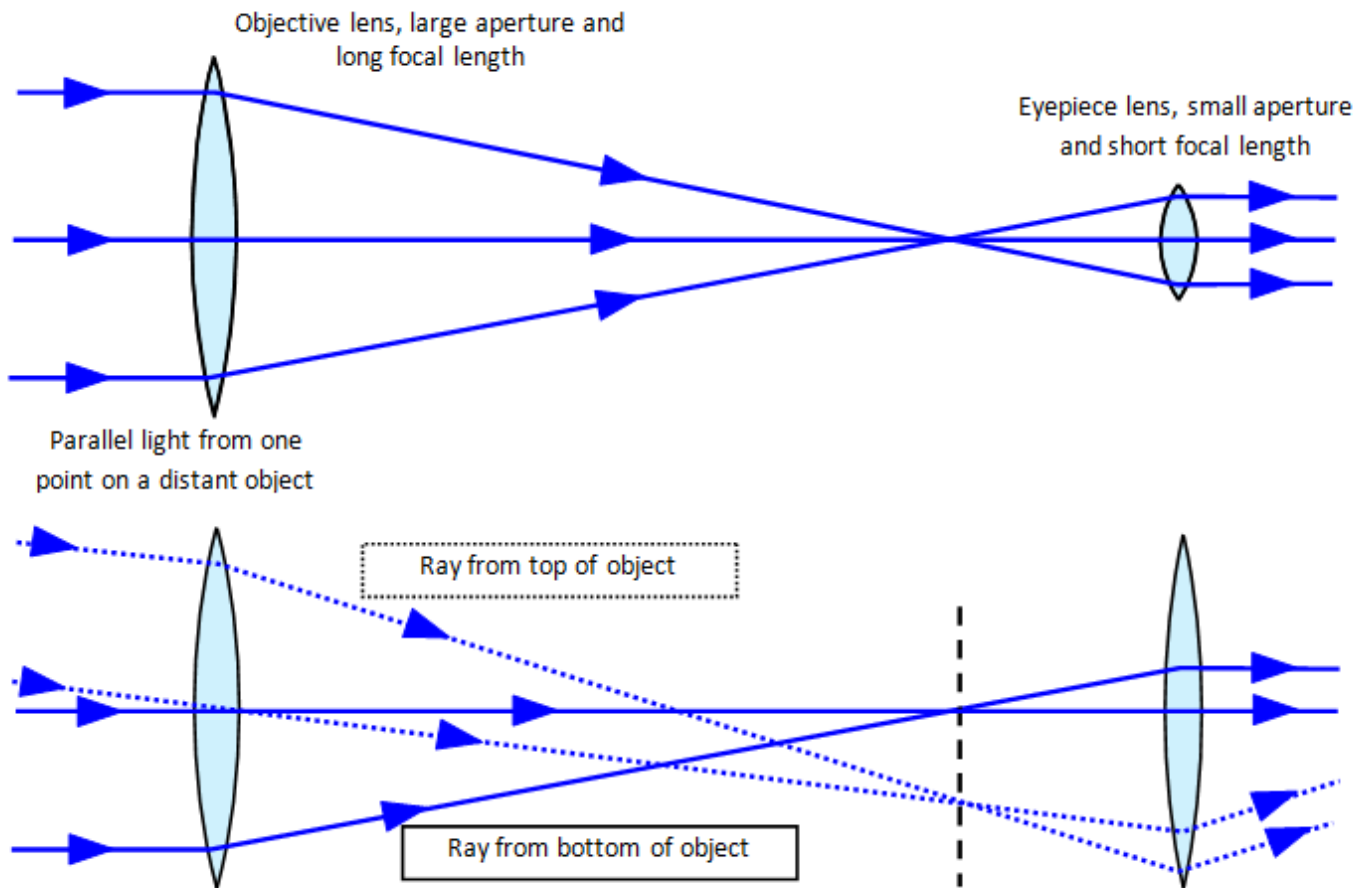 Objective lens, large aperture and
long focal length
Eyepiece lens, small aperture
and short focal length
Parallel light from one
point on a distant object
Ray from top of object
Ray from bottom of object